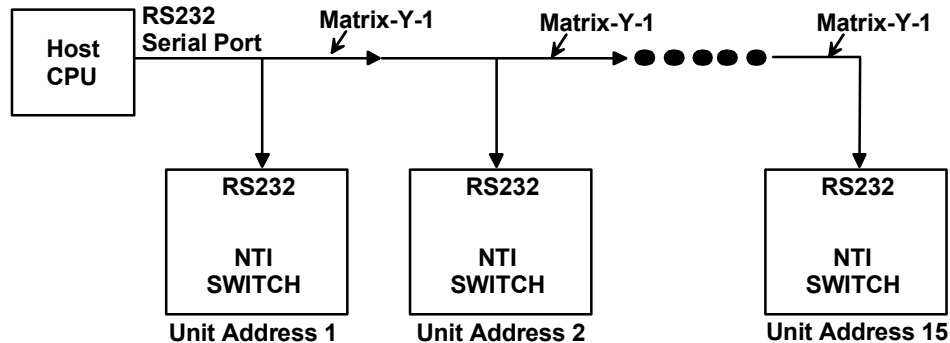 Host
CPU
RS232
Serial Port
Matrix-Y-1
Matrix-Y-1
Matrix-Y-1
RS232
NTI
SWITCH
Unit Address 1
RS232
NTI
SWITCH
Unit Address 2
RS232
NTI
SWITCH
Unit Address 15